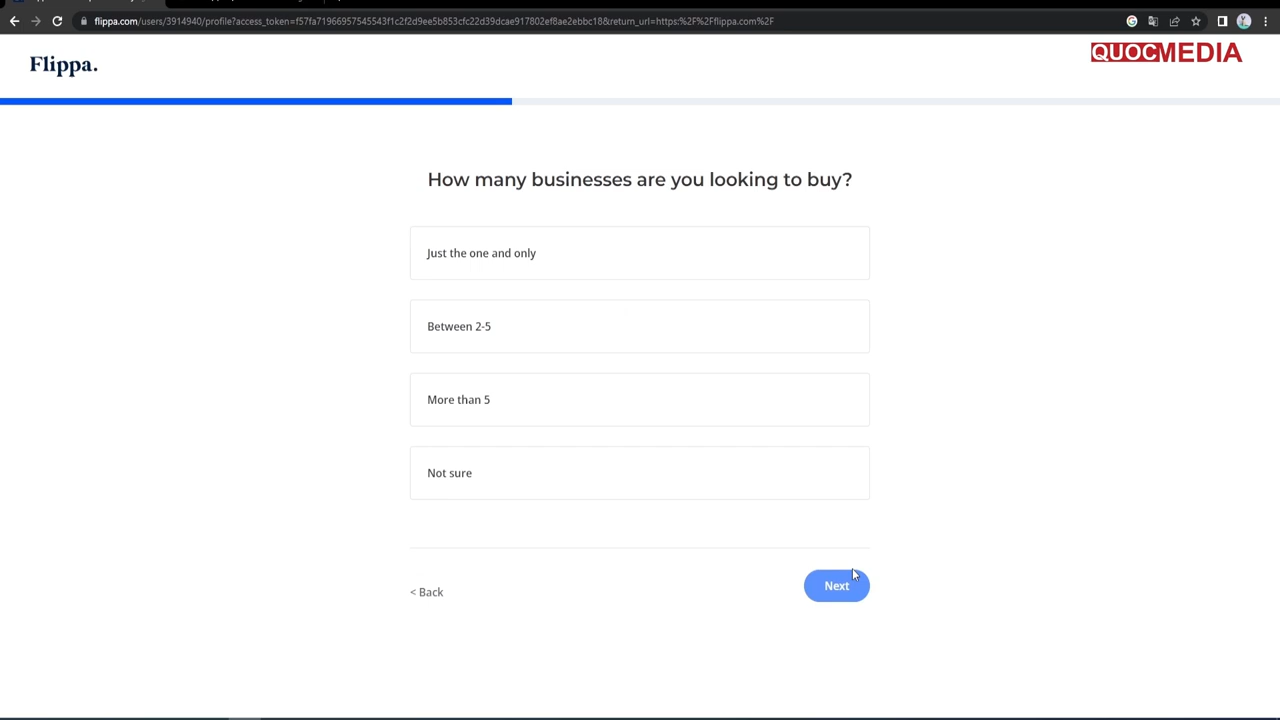 flippa.com/users/3914940/profile?access_token=f57fa71966957545543f1c2f2d9ee5b853cfc22d39dcae917802ef8ae2ebbc18&return_url=https:%2F%2Fflippa.com%2F
Flippa.
QUOCMEDIA
How many businesses are you looking to buy?
Just the one and only
Between 2-5
More than 5
Not sure
< Back
Next